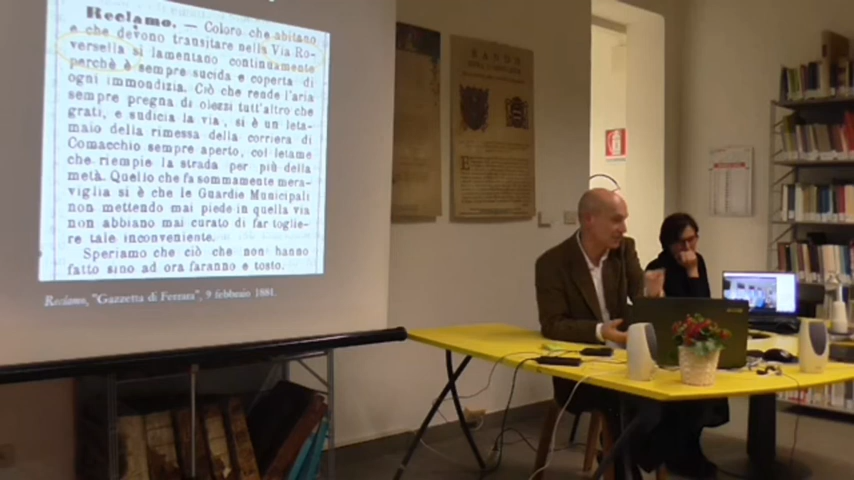 Reclamo. — Coloro che abitano
e che devono transitare nella Via Ro-
versella si lamentano continuamente
perchè è sempre sucida e coperta di
ogni immondizia. Ciò che rende l'aria
sempre pregna di olezzi tutt'altro che
grati, e sudicia la via, si è un leta-
maio della rimessa della corriera di
Comacchio sempre aperto, col letame
che riempie la strada per più della
metà. Quello che fa sommamente mera-
viglia si è che le Guardie Municipali
non mettendo mai piede in quella via
non abbiano mai curato di far toglie-
re tale inconveniente.
Speriamo che ciò che non hanno
fatto sino ad ora faranno e tosto.
Reclamo, "Gazzetta di Ferrara", 9 febbraio 1881.
BANDO